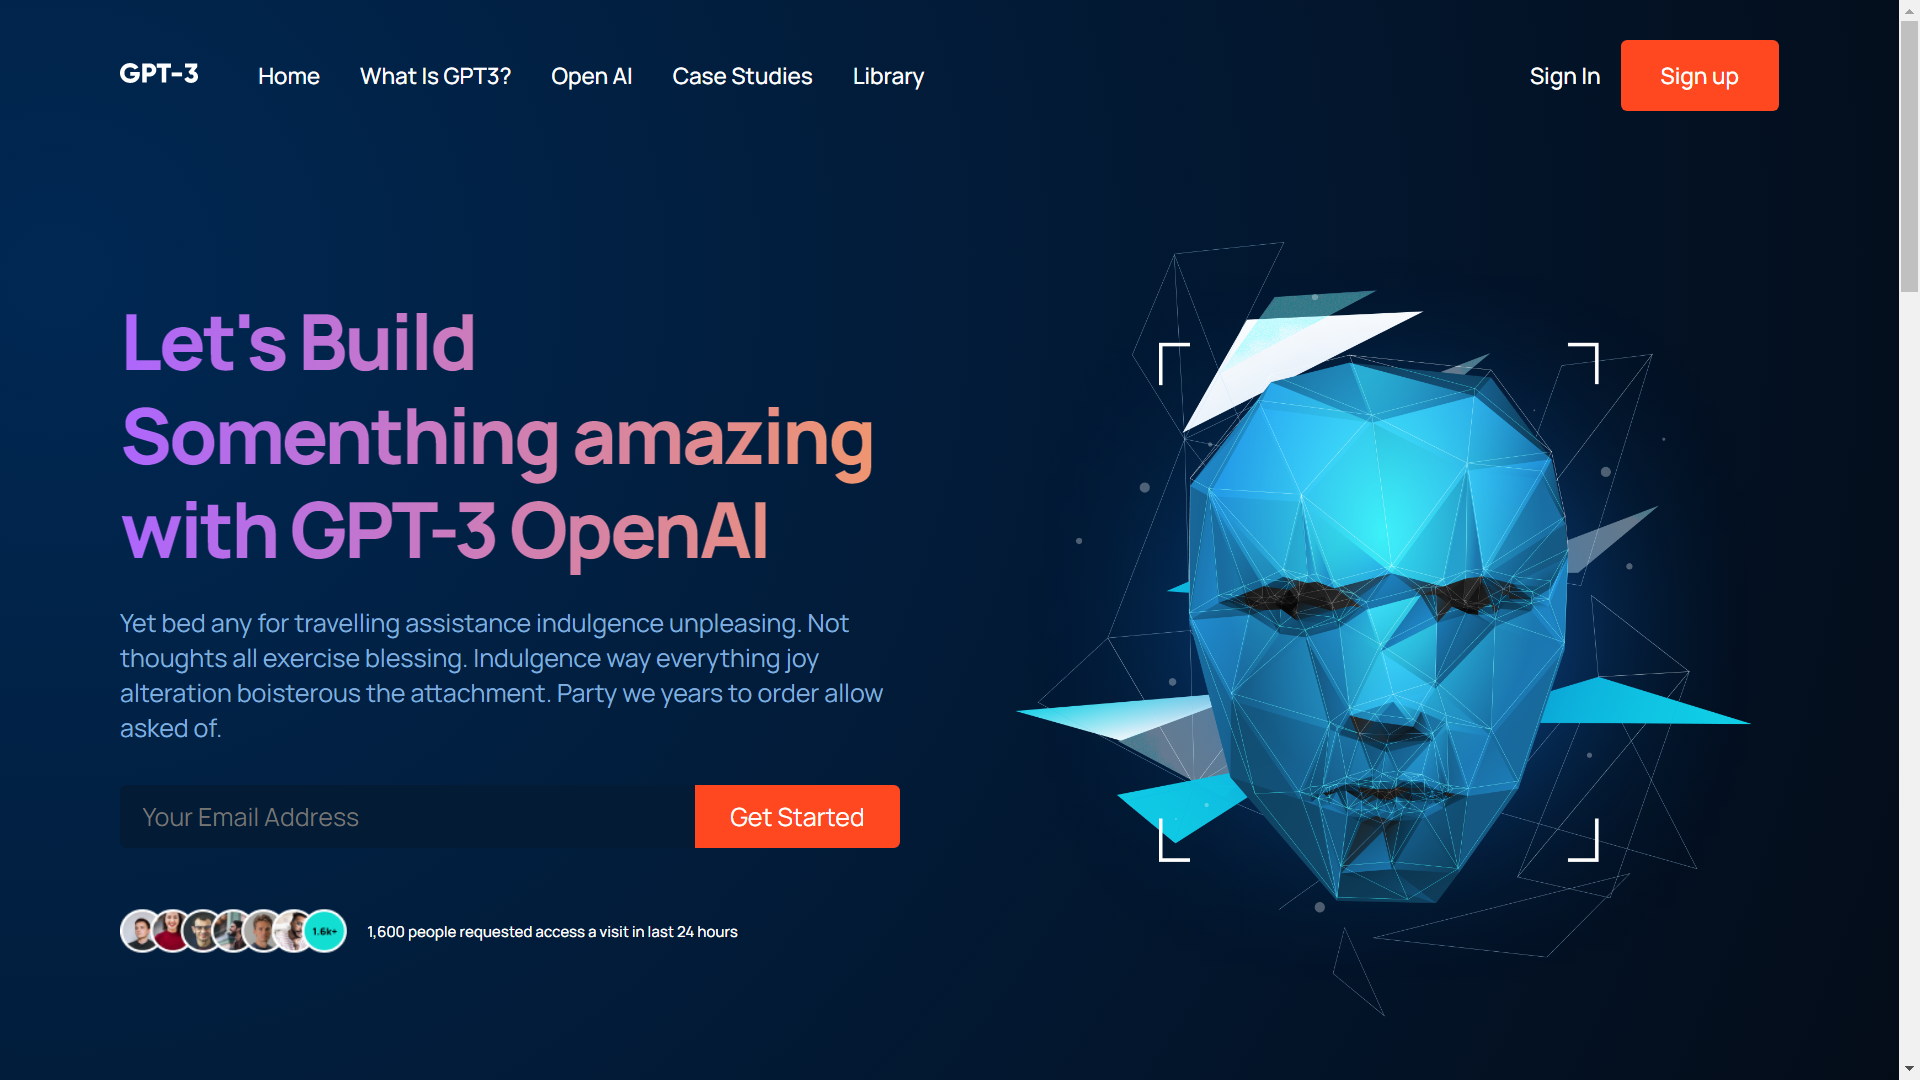 GPT-3
Home
What Is GPT3?
Open AI
Case Studies
Library
Sign In
Sign up
Let's Build
Somenthing amazing
with GPT-3 OpenAI
Yet bed any for travelling assistance indulgence unpleasing. Not
thoughts all exercise blessing. Indulgence way everything joy
alteration boisterous the attachment. Party we years to order allow
asked of.
Your Email Address
Get Started
1.6k+
1,600 people requested access a visit in last 24 hours